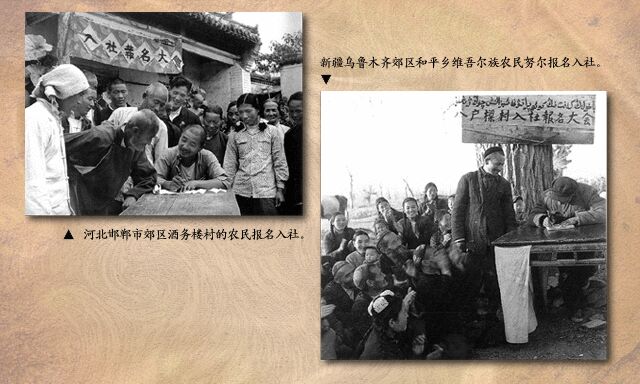 入社报名大会
新疆乌鲁木齐郊区和平乡维吾尔族农民努尔报名入社。
▼
八户樑村入社报名大会
▲ 河北邯郸市郊区酒务楼村的农民报名入社。